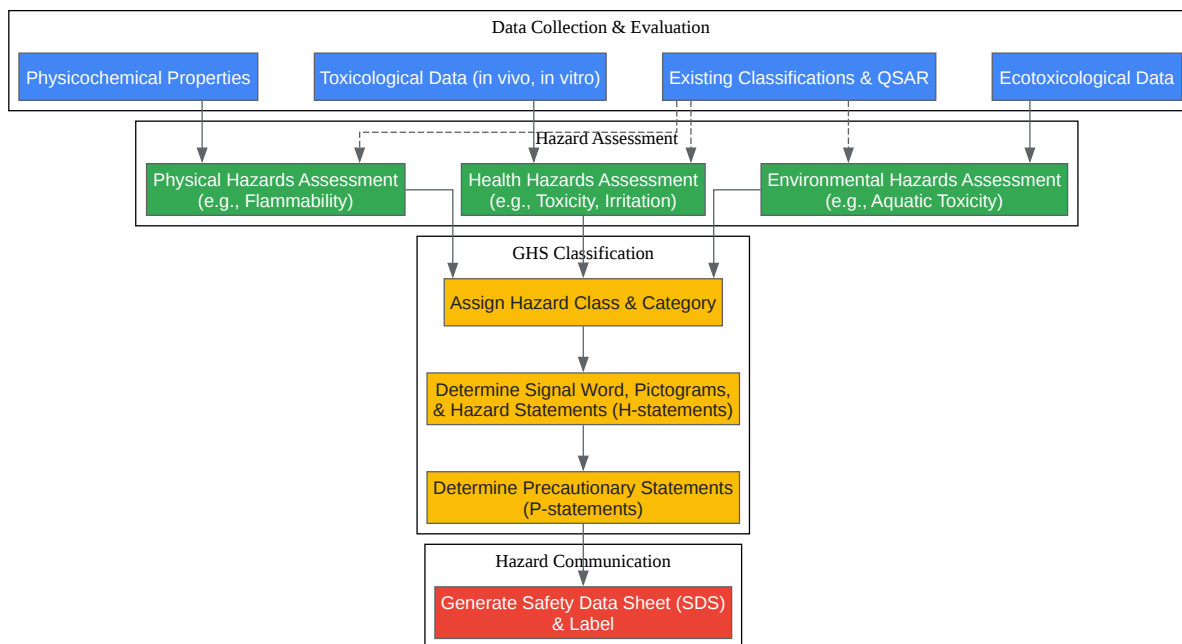 Data Collection & Evaluation
Physicochemical Properties
Toxicological Data (in vivo, in vitro)
Existing Classifications & QSAR
Ecotoxicological Data
Hazard Assessment
Physical Hazards Assessment
(e.g., Flammability)
Health Hazards Assessment
(e.g., Toxicity, Irritation)
Environmental Hazards Assessment
(e.g., Aquatic Toxicity)
GHS Classification
Assign Hazard Class & Category
Determine Signal Word, Pictograms,
& Hazard Statements (H-statements)
Determine Precautionary Statements
(P-statements)
Hazard Communication
Generate Safety Data Sheet (SDS)
& Label